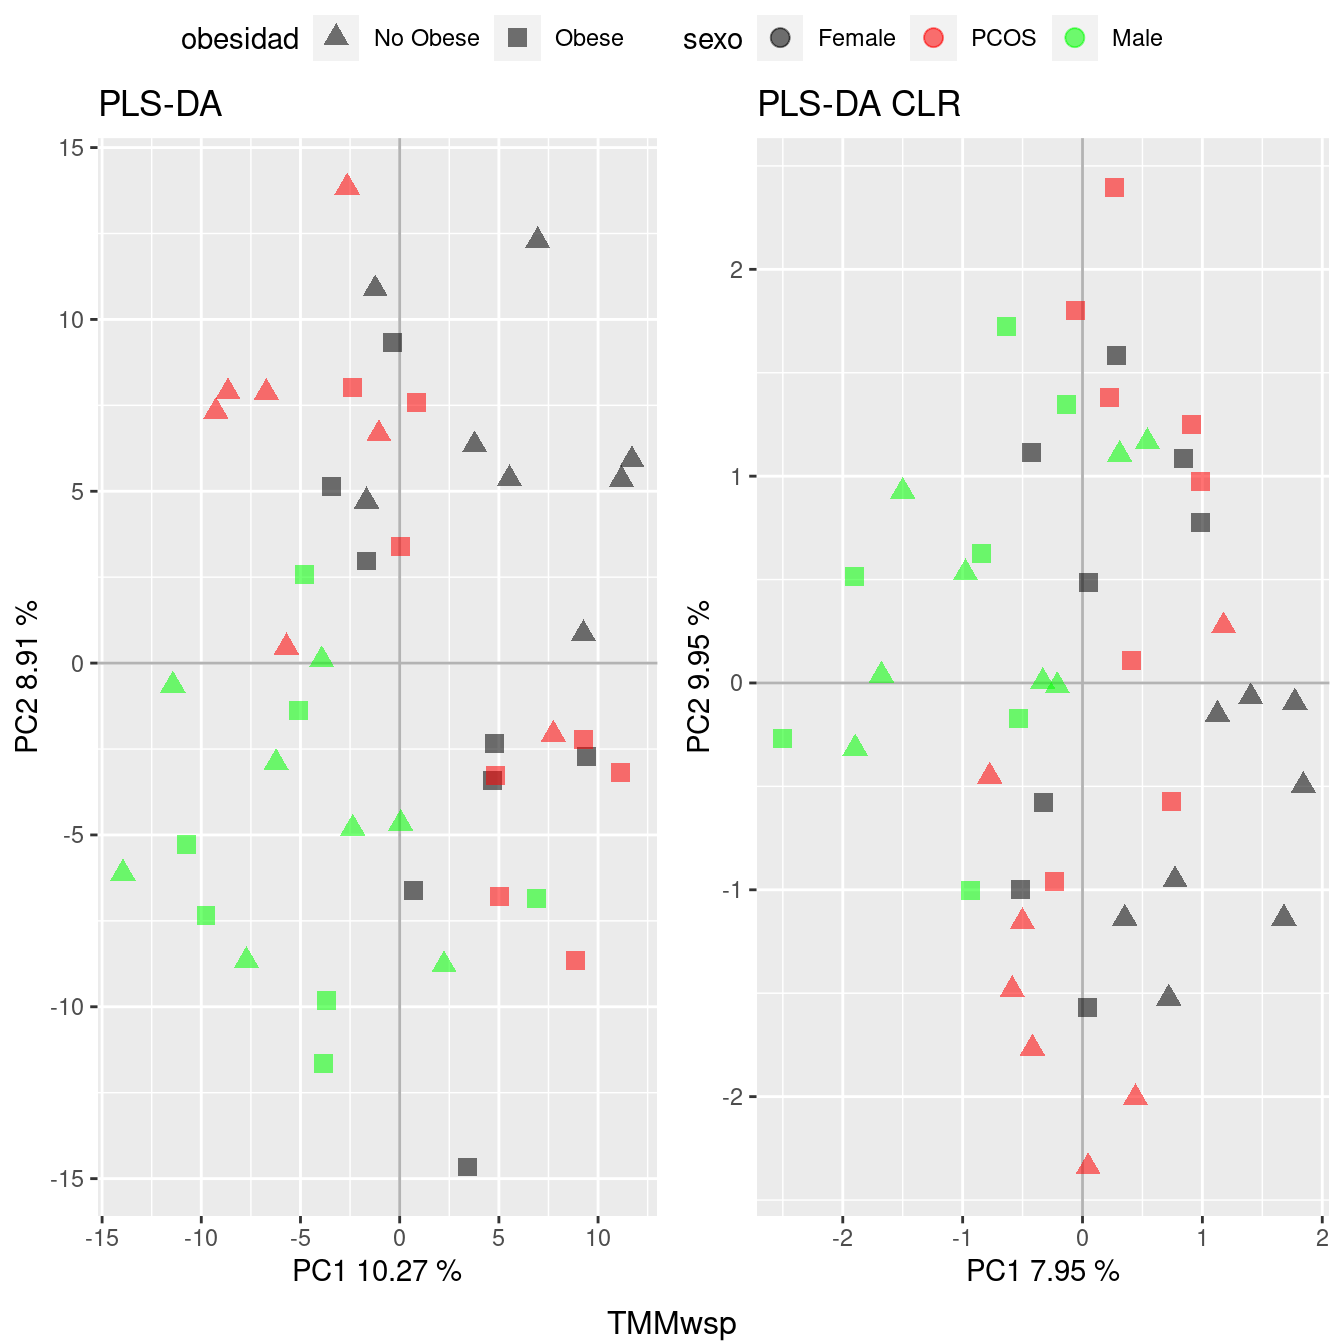 obesidad No Obese Obese sexo Female PCOS Male
PLS-DA
15
10
5
0
-5
-10
-15
-15 -10 -5 0 5 10
PC2 8.91 %
PC1 10.27 %
PLS-DA CLR
2
1
0
-1
-2
-2 -1 0 1 2
PC2 9.95 %
PC1 7.95 %
TMMwsp